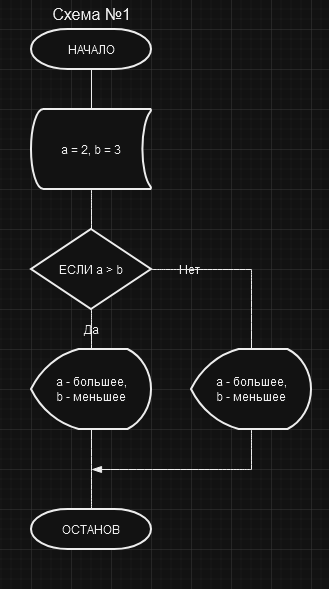 Схема №1
НАЧАЛО
a = 2, b = 3
ЕСЛИ a > b
Нет
Да
a - большее,
b - меньшее
a - большее,
b - меньшее
ОСТАНОВ